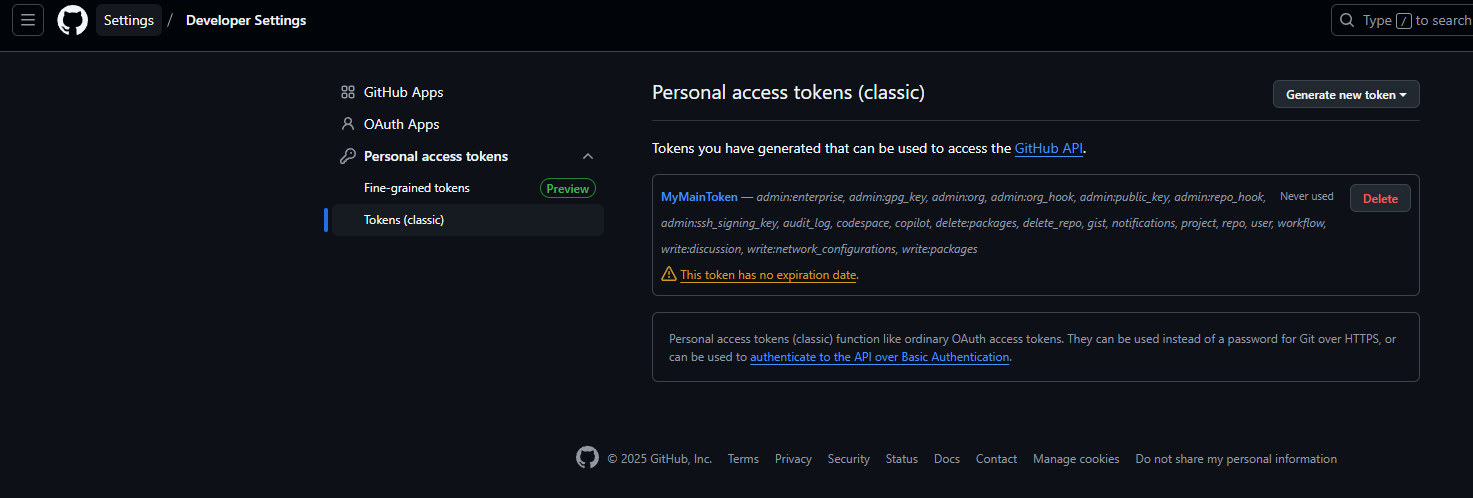 Settings / Developer Settings
Type / to search
GitHub Apps
OAuth Apps
Personal access tokens
Fine-grained tokens Preview
Tokens (classic)
Personal access tokens (classic)
Generate new token
Tokens you have generated that can be used to access the GitHub API.
MyMainToken — admin:enterprise, admin:gpg_key, admin:org, admin:org_hook, admin:public_key, admin:repo_hook,
admin:ssh_signing_key, audit_log, codespace, copilot, delete:packages, delete_repo, gist, notifications, project, repo, user, workflow,
write:discussion, write:network_configurations, write:packages
Never used
Delete
This token has no expiration date.
Personal access tokens (classic) function like ordinary OAuth access tokens. They can be used instead of a password for Git over HTTPS, or
can be used to authenticate to the API over Basic Authentication.
© 2025 GitHub, Inc. Terms Privacy Security Status Docs Contact Manage cookies Do not share my personal information